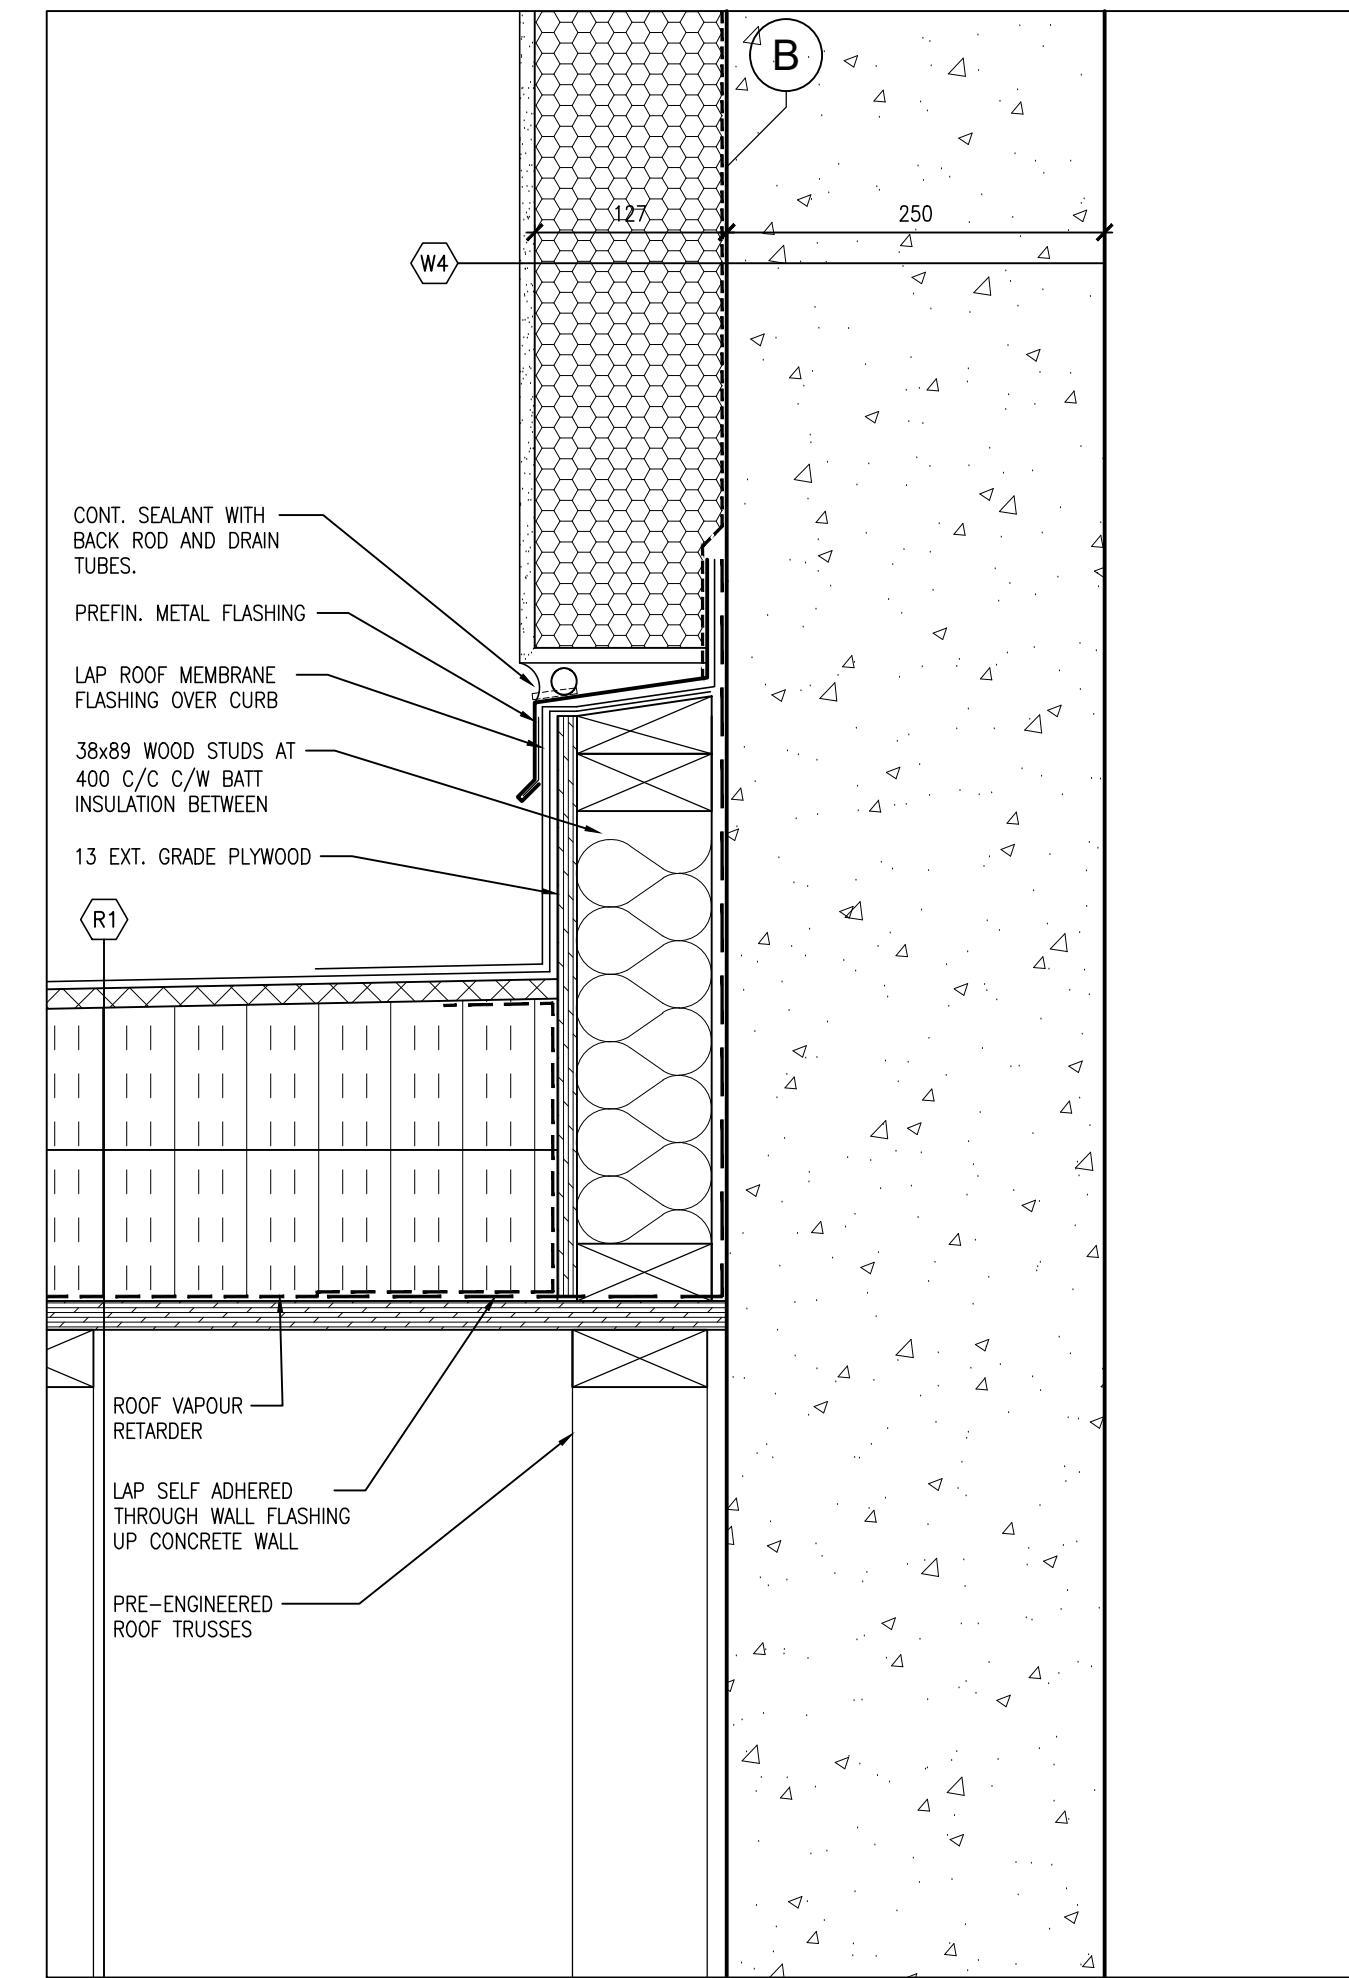 B
127
250
W4
CONT. SEALANT WITH
BACK ROD AND DRAIN
TUBES.
PREFIN. METAL FLASHING
LAP ROOF MEMBRANE
FLASHING OVER CURB
38x89 WOOD STUDS AT
400 C/C C/W BATT
INSULATION BETWEEN
13 EXT. GRADE PLYWOOD
R1
ROOF VAPOUR
RETARDER
LAP SELF ADHERED
THROUGH WALL FLASHING
UP CONCRETE WALL
PRE-ENGINEERED
ROOF TRUSSES